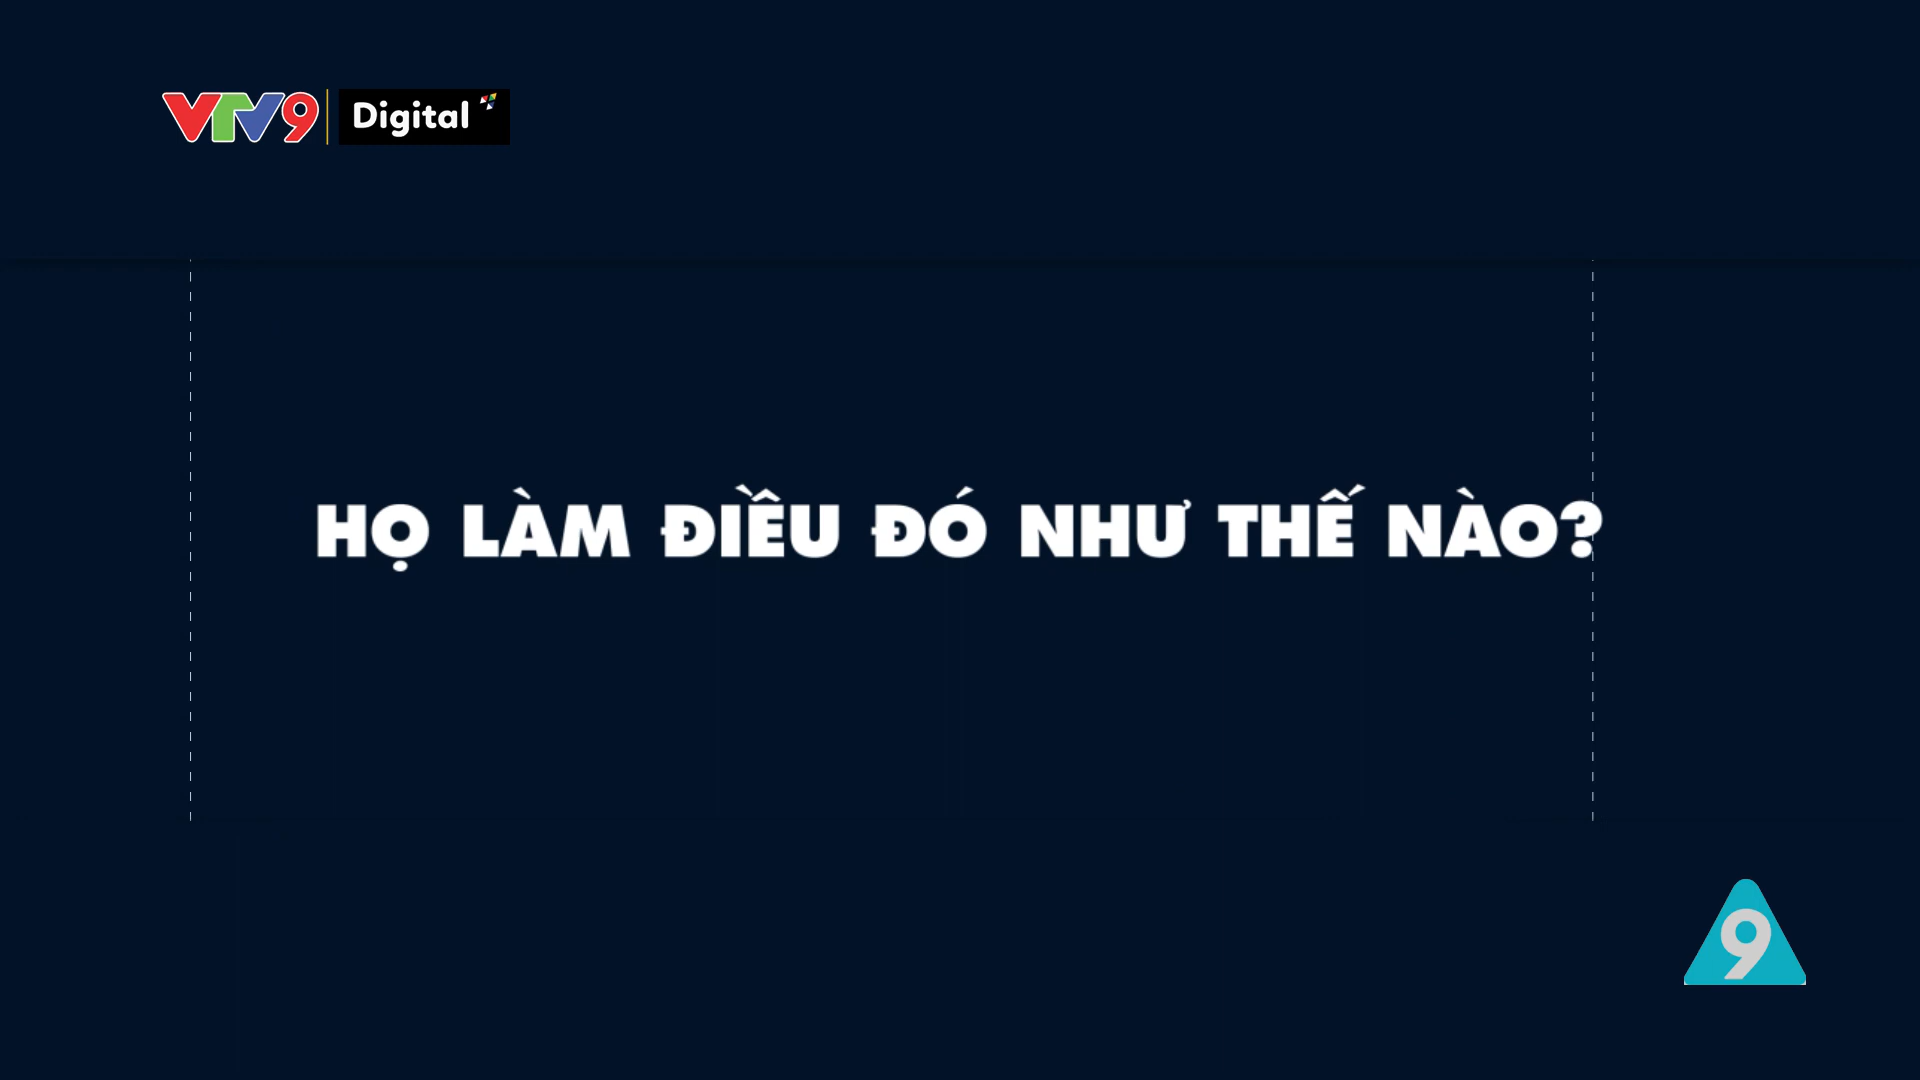 VTV9 Digital
HỌ LÀM ĐIỀU ĐÓ NHƯ THẾ NÀO?
9